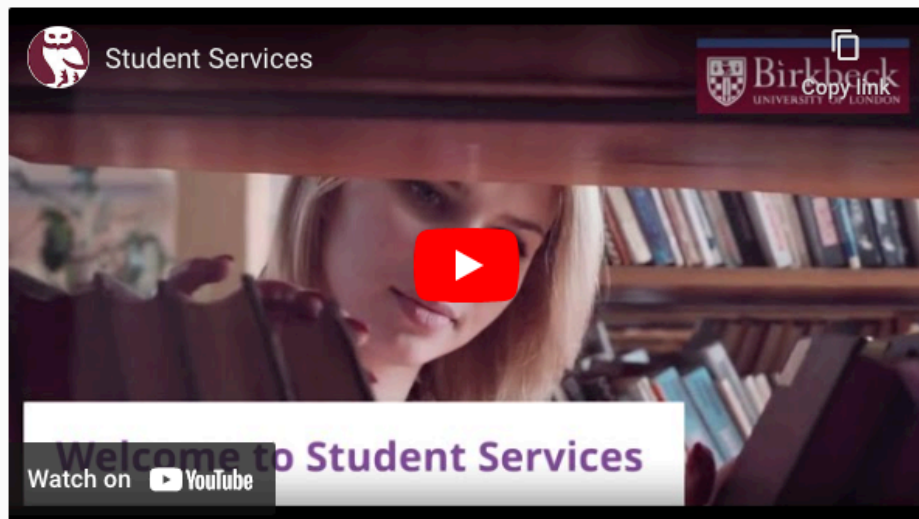 Student Services
Birkbeck
UNIVERSITY OF LONDON
Copy link
Welcome to Student Services
Watch on YouTube